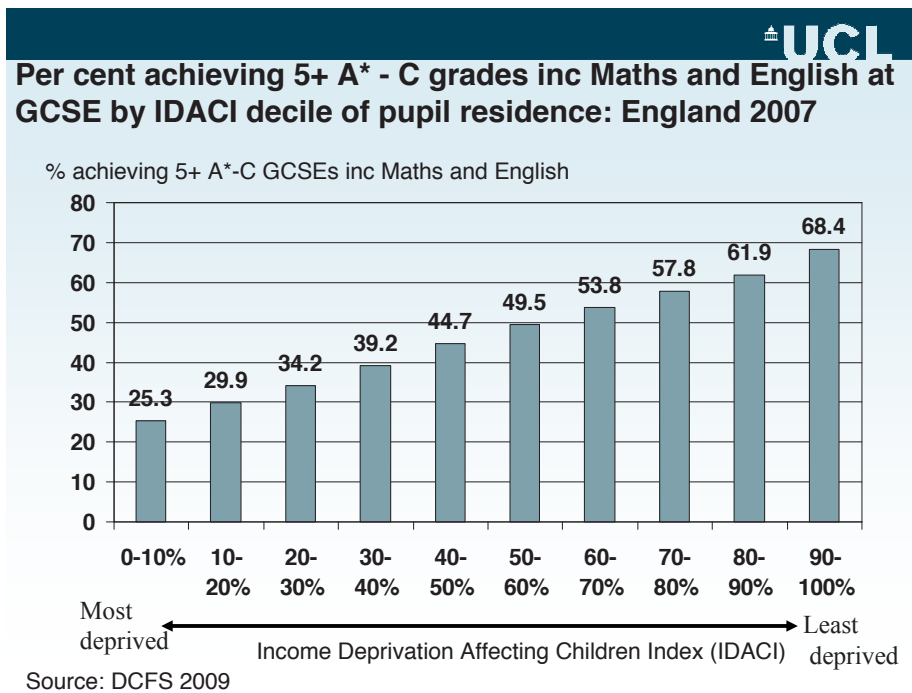 UCL
Per cent achieving 5+ A* - C grades inc Maths and English at
GCSE by IDACI decile of pupil residence: England 2007
% achieving 5+ A*-C GCSEs inc Maths and English
80
70
60
50
40
30
20
10
0
25.3
29.9
34.2
39.2
44.7
49.5
53.8
57.8
61.9
68.4
0-10% 10- 20- 30- 40- 50- 60- 70- 80- 90-
20% 30% 40% 50% 60% 70% 80% 90% 100%
Most
deprived
Income Deprivation Affecting Children Index (IDACI)
Least
deprived
Source: DCFS 2009